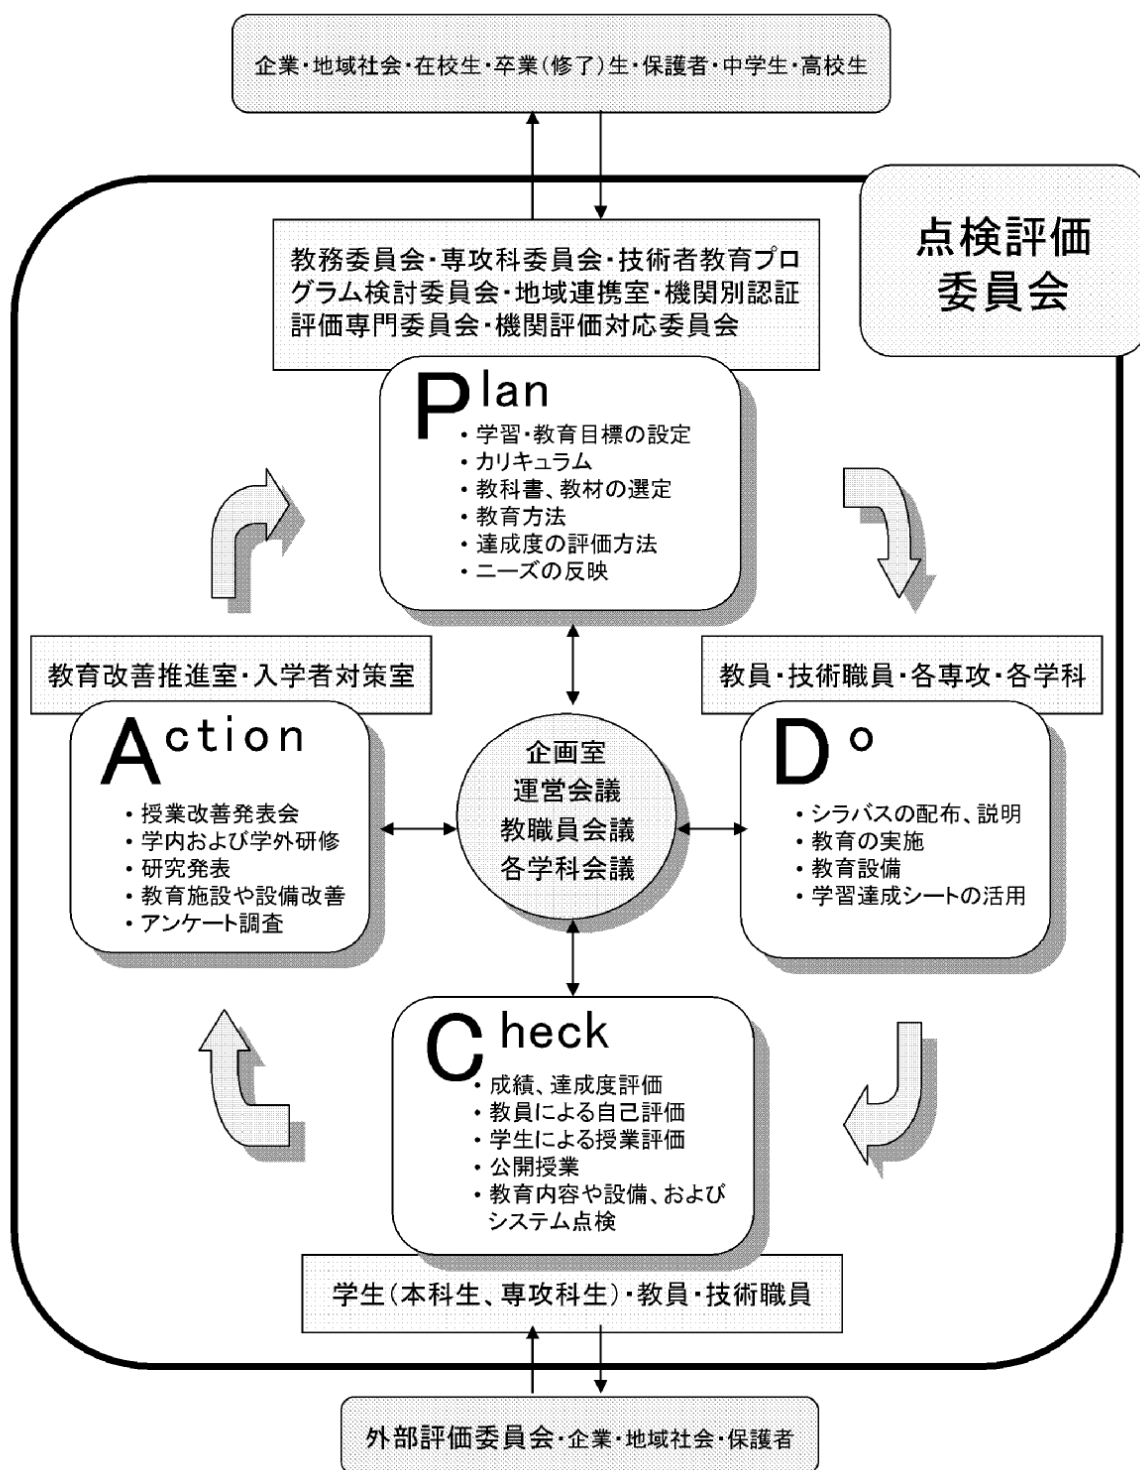 企業・地域社会・在校生・卒業(修了)生・保護者・中学生・高校生
点検評価
委員会
教務委員会・専攻科委員会・技術者教育プロ
グラム検討委員会・地域連携室・機関別認証
評価専門委員会・機関評価対応委員会
Plan
・学習・教育目標の設定
・カリキュラム
・教科書、教材の選定
・教育方法
・達成度の評価方法
・ニーズの反映
教育改善推進室・入学者対策室
Action
・授業改善発表会
・学内および学外研修
・研究発表
・教育施設や設備改善
・アンケート調査
企画室
運営会議
教職員会議
各学科会議
教員・技術職員・各専攻・各学科
Do
・シラバスの配布、説明
・教育の実施
・教育設備
・学習達成シートの活用
Check
・成績、達成度評価
・教員による自己評価
・学生による授業評価
・公開授業
・教育内容や設備、および
システム点検
学生(本科生、専攻科生)・教員・技術職員
外部評価委員会・企業・地域社会・保護者